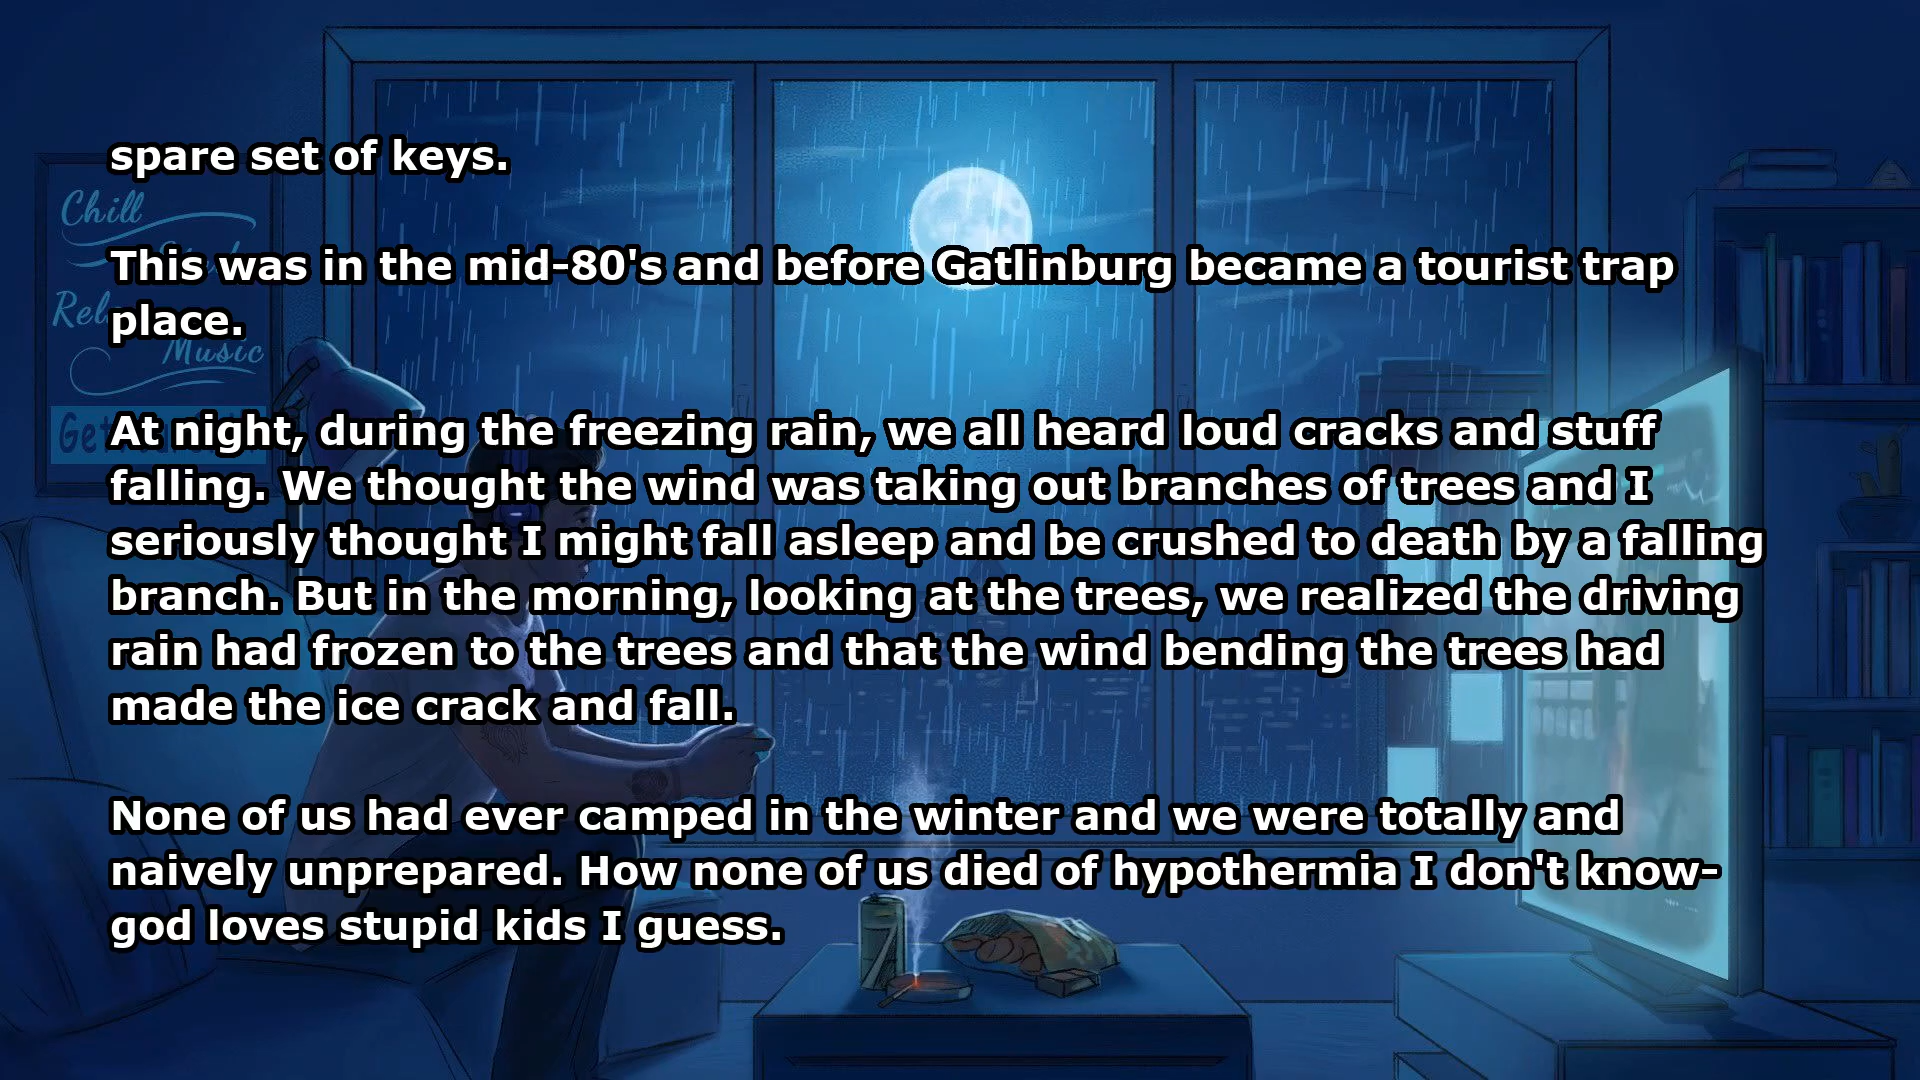 spare set of keys.
This was in the mid-80's and before Gatlinburg became a tourist trap
place.
At night, during the freezing rain, we all heard loud cracks and stuff
falling. We thought the wind was taking out branches of trees and I
seriously thought I might fall asleep and be crushed to death by a falling
branch. But in the morning, looking at the trees, we realized the driving
rain had frozen to the trees and that the wind bending the trees had
made the ice crack and fall.
None of us had ever camped in the winter and we were totally and
naively unprepared. How none of us died of hypothermia I don't know-
god loves stupid kids I guess.
Chill
Music